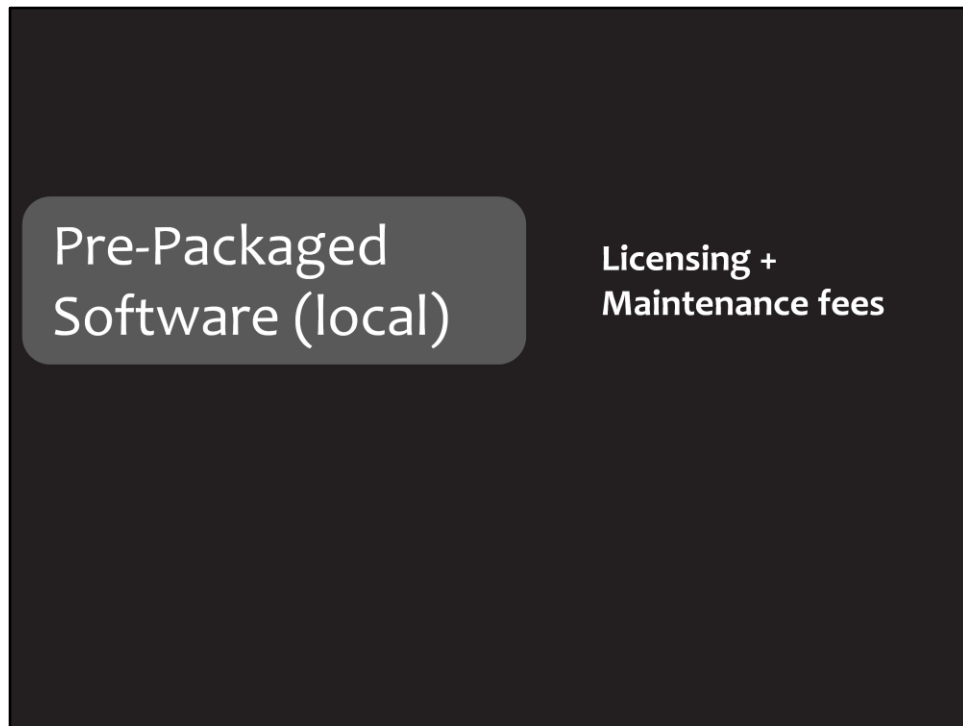 Pre-Packaged
Software (local)
Licensing +
Maintenance fees